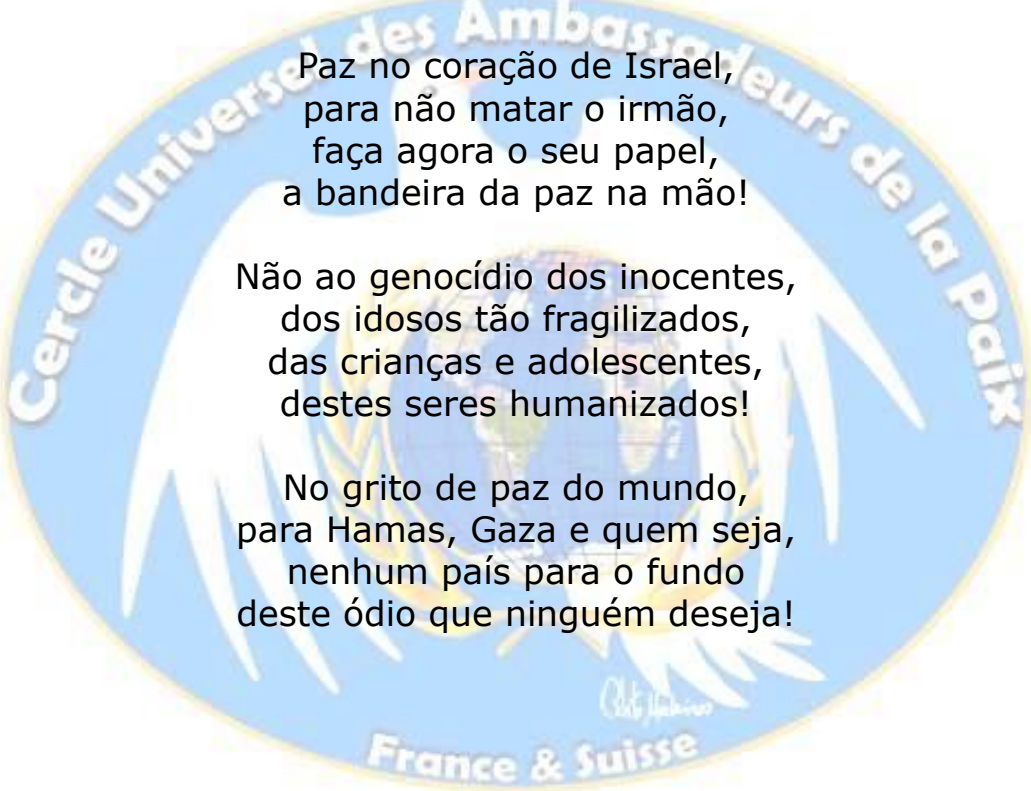 Cercle Universel des Ambassadeurs de la Paix
Paz no coração de Israel,
para não matar o irmão,
faça agora o seu papel,
a bandeira da paz na mão!
Não ao genocídio dos inocentes,
dos idosos tão fragilizados,
das crianças e adolescentes,
destes seres humanizados!
No grito de paz do mundo,
para Hamas, Gaza e quem seja,
nenhum país para o fundo
deste ódio que ninguém deseja!
France & Suisse